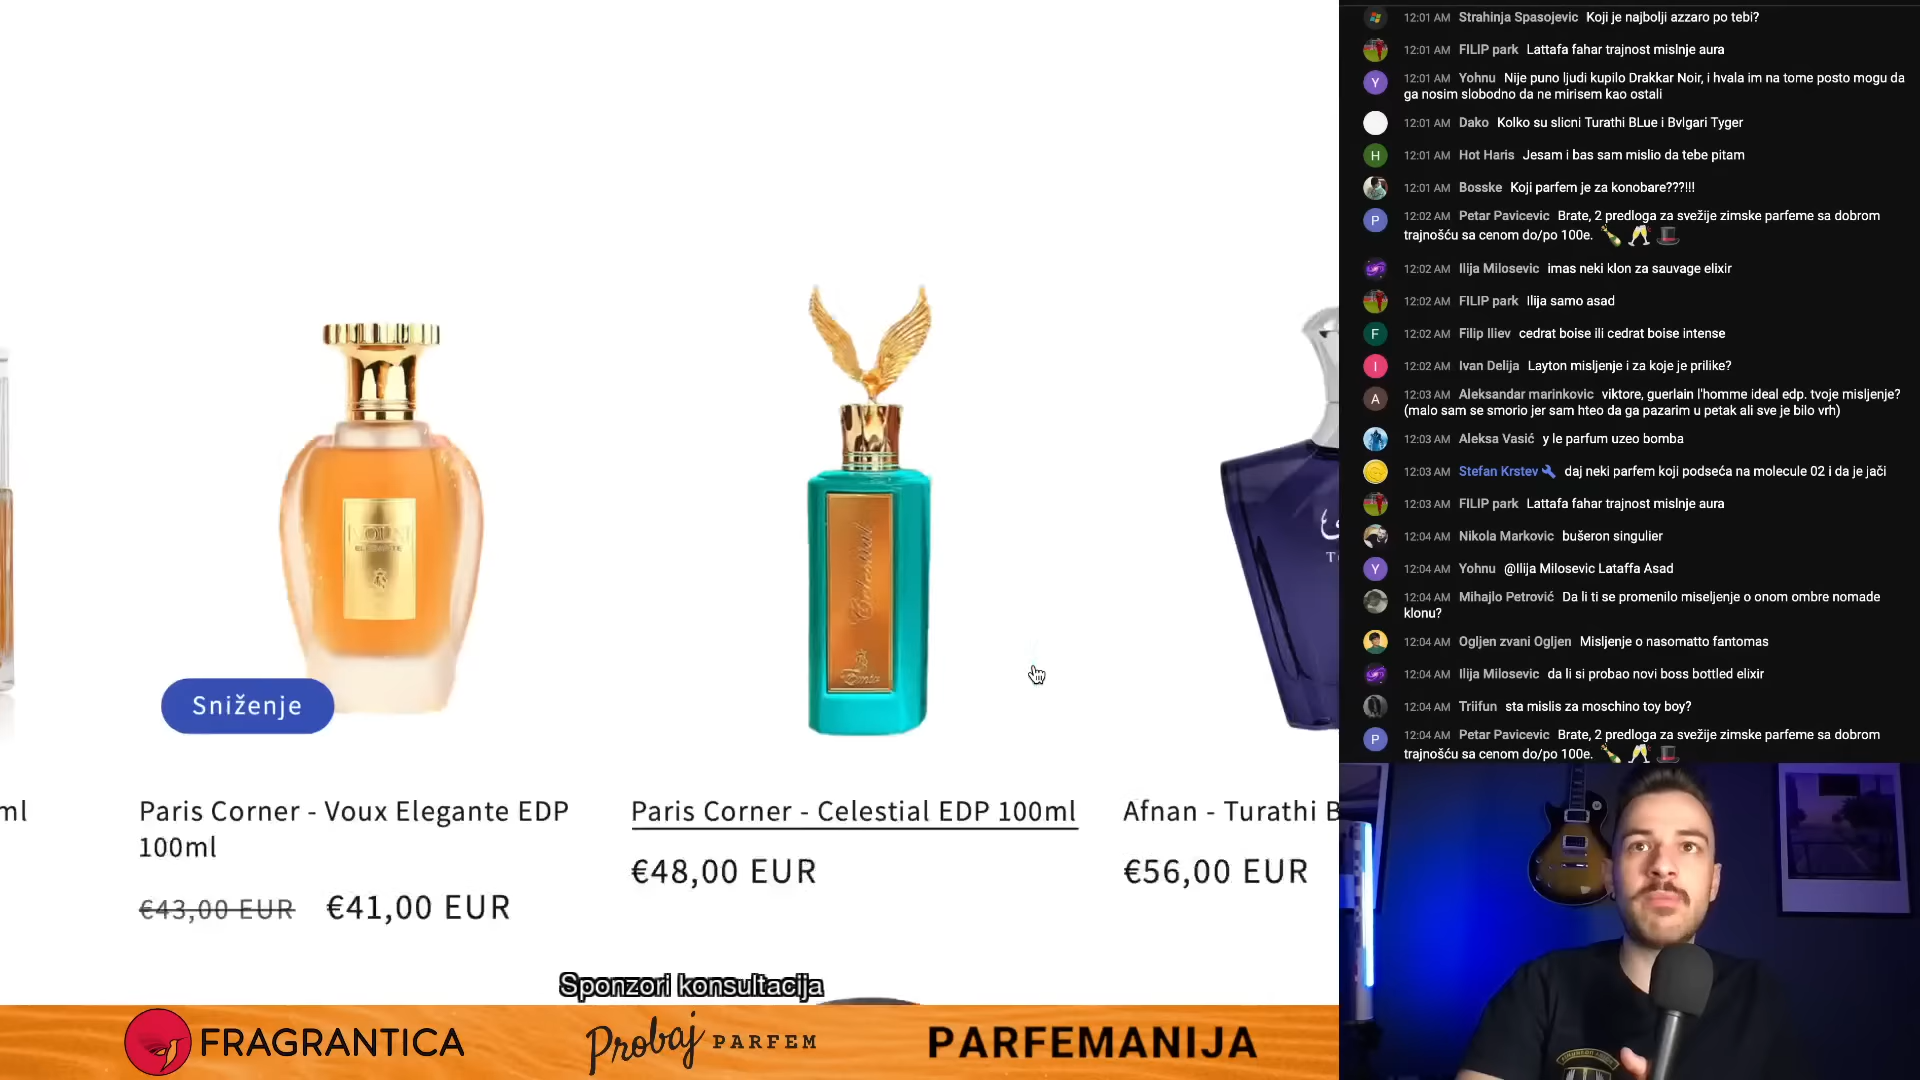 Sniženje
ml
Paris Corner - Voux Elegante EDP
100ml
€43,00 EUR €41,00 EUR
Celestial
Paris Corner - Celestial EDP 100ml
€48,00 EUR
Afnan - Turathi B
€56,00 EUR
Sponzori konsultacija
FRAGRANTICA
Probaj PARFEM
PARFEMANIJA
12:01 AM Strahinja Spasojevic Koji je najbolji azzaro po tebi?
12:01 AM FILIP park Lattafa fahar trajnost mislnje aura
Y
12:01 AM Yohnu Nije puno ljudi kupilo Drakkar Noir, i hvala im na tome posto mogu da
ga nosim slobodno da ne mirisem kao ostali
12:01 AM Dako Kolko su slicni Turathi BLue i Bvlgari Tyger
H
12:01 AM Hot Haris Jesam i bas sam mislio da tebe pitam
12:01 AM Bosske Koji parfem je za konobare???!!!
P
12:02 AM Petar Pavicevic Brate, 2 predloga za svežije zimske parfeme sa dobrom
trajnošću sa cenom do/po 100e. 🍾 🥂 🎩
12:02 AM Ilija Milosevic imas neki klon za sauvage elixir
12:02 AM FILIP park Ilija samo asad
F
12:02 AM Filip Iliev cedrat boise ili cedrat boise intense
I
12:02 AM Ivan Delija Layton misljenje i za koje je prilike?
A
12:03 AM Aleksandar marinkovic viktore, guerlain l'homme ideal edp. tvoje misljenje?
(malo sam se smorio jer sam hteo da ga pazarim u petak ali sve je bilo vrh)
12:03 AM Aleksa Vasić y le parfum uzeo bomba
12:03 AM Stefan Krstev 🔧 daj neki parfem koji podseća na molecule 02 i da je jači
12:03 AM FILIP park Lattafa fahar trajnost mislnje aura
12:04 AM Nikola Markovic bušeron singulier
Y
12:04 AM Yohnu @Ilija Milosevic Lataffa Asad
12:04 AM Mihajlo Petrović Da li ti se promenilo miseljenje o onom ombre nomade
klonu?
12:04 AM Ogljen zvani Ogljen Misljenje o nasomatto fantomas
12:04 AM Ilija Milosevic da li si probao novi boss bottled elixir
12:04 AM Triifun sta mislis za moschino toy boy?
P
12:04 AM Petar Pavicevic Brate, 2 predloga za svežije zimske parfeme sa dobrom
trajnošću sa cenom do/po 100e. 🍾 🥂 🎩